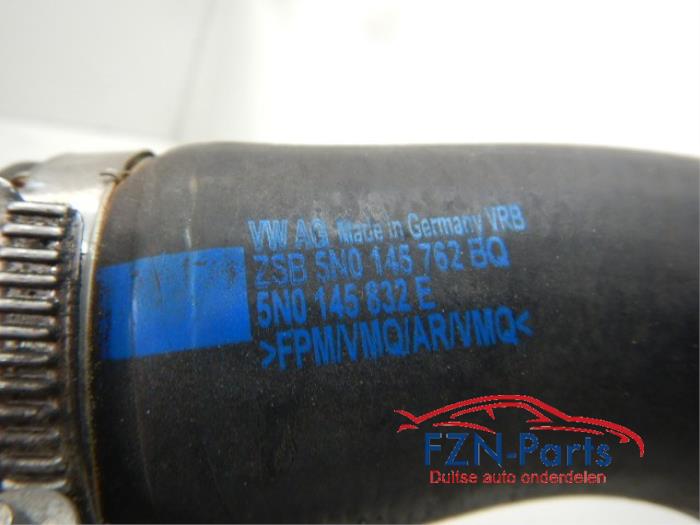 VW AG Made in Germany VRB
ZSB 5N0 145 762 BQ
5N0 145 832 E
>FPM/VMQ/AR/VMQ<
FZN-Parts
Duitse auto onderdelen